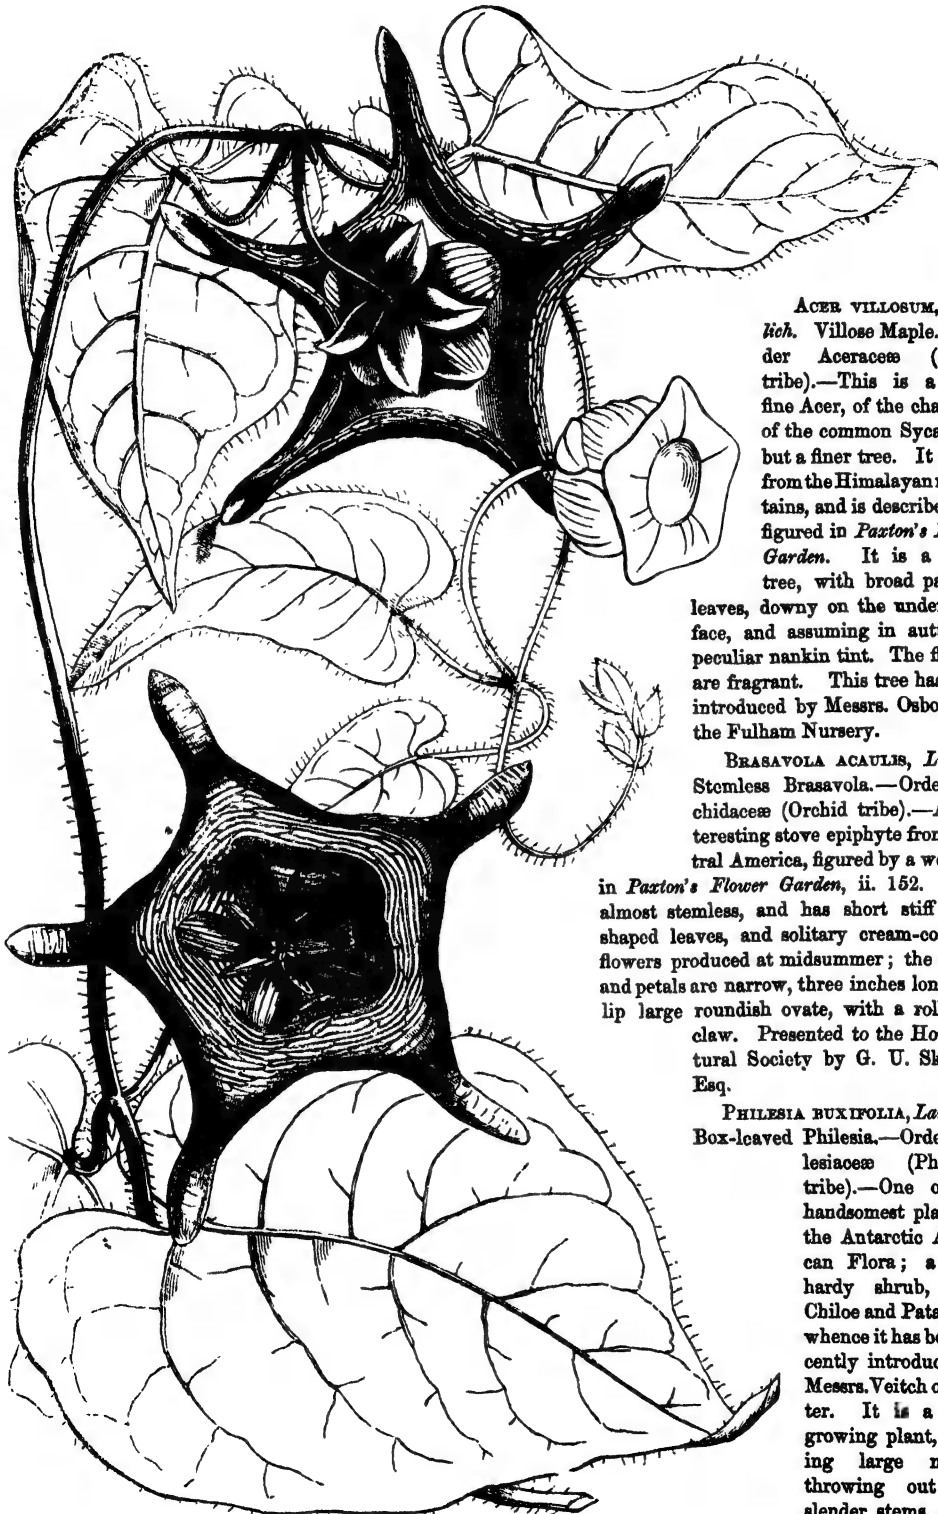 ACER VILLOSUM,
lich. Villose Maple.
der Aceraceæ (
tribe).—This is a
fine Acer, of the cha
of the common Syca
but a finer tree. It
from the Himalayan
tains, and is describe
figured in Paxton's
Garden. It is a
tree, with broad pa
leaves, downy on the under
face, and assuming in aut
peculiar nankin tint. The fl
are fragrant. This tree has
introduced by Messrs. Osbo
the Fulham Nursery.
BRASAVOLA ACAULIS, L
Stemless Brasavola.—Orde
chidaceæ (Orchid tribe).—A
teresting stove epiphyte from
tral America, figured by a wo
in Paxton's Flower Garden, ii. 152.
almost stemless, and has short stiff
shaped leaves, and solitary cream-co
flowers produced at midsummer; the
and petals are narrow, three inches lon
lip large roundish ovate, with a rol
claw. Presented to the Ho
tural Society by G. U. Sk
Esq.
PHILESIA BUXIFOLIA, La
Box-leaved Philesia.—Orde
lesiaceæ (Ph
tribe).—One o
handsomest pla
the Antarctic A
can Flora; a
hardy shrub,
Chiloe and Pata
whence it has be
cently introduc
Messrs. Veitch o
ter. It is a
growing plant,
ing large m
throwing out
slender stems